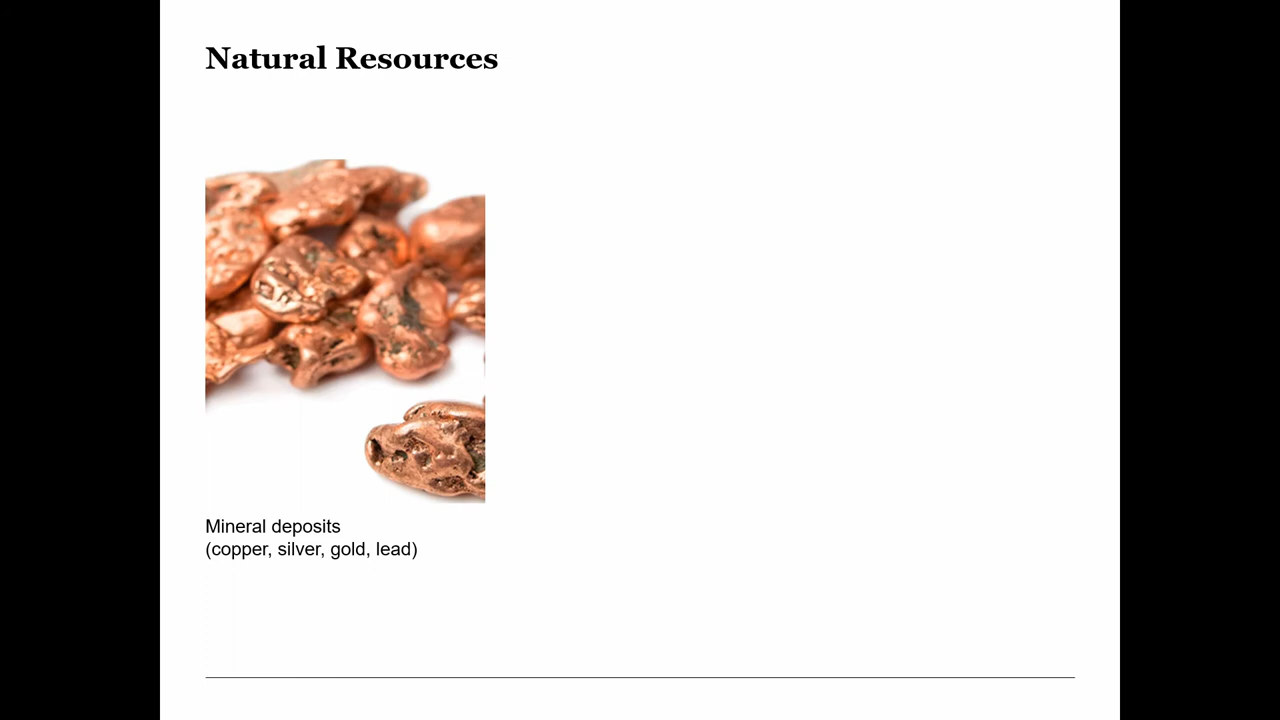 Natural Resources
Mineral deposits
(copper, silver, gold, lead)